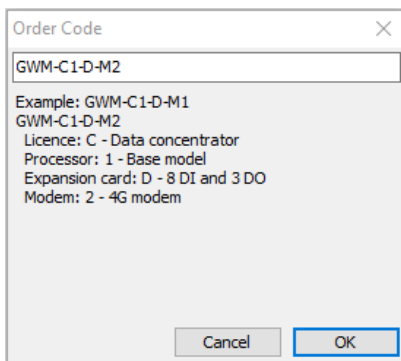 Order Code
GWM-C1-D-M2
Example: GWM-C1-D-M1
GWM-C1-D-M2
Licence: C - Data concentrator
Processor: 1 - Base model
Expansion card: D - 8 DI and 3 DO
Modem: 2 - 4G modem
Cancel OK